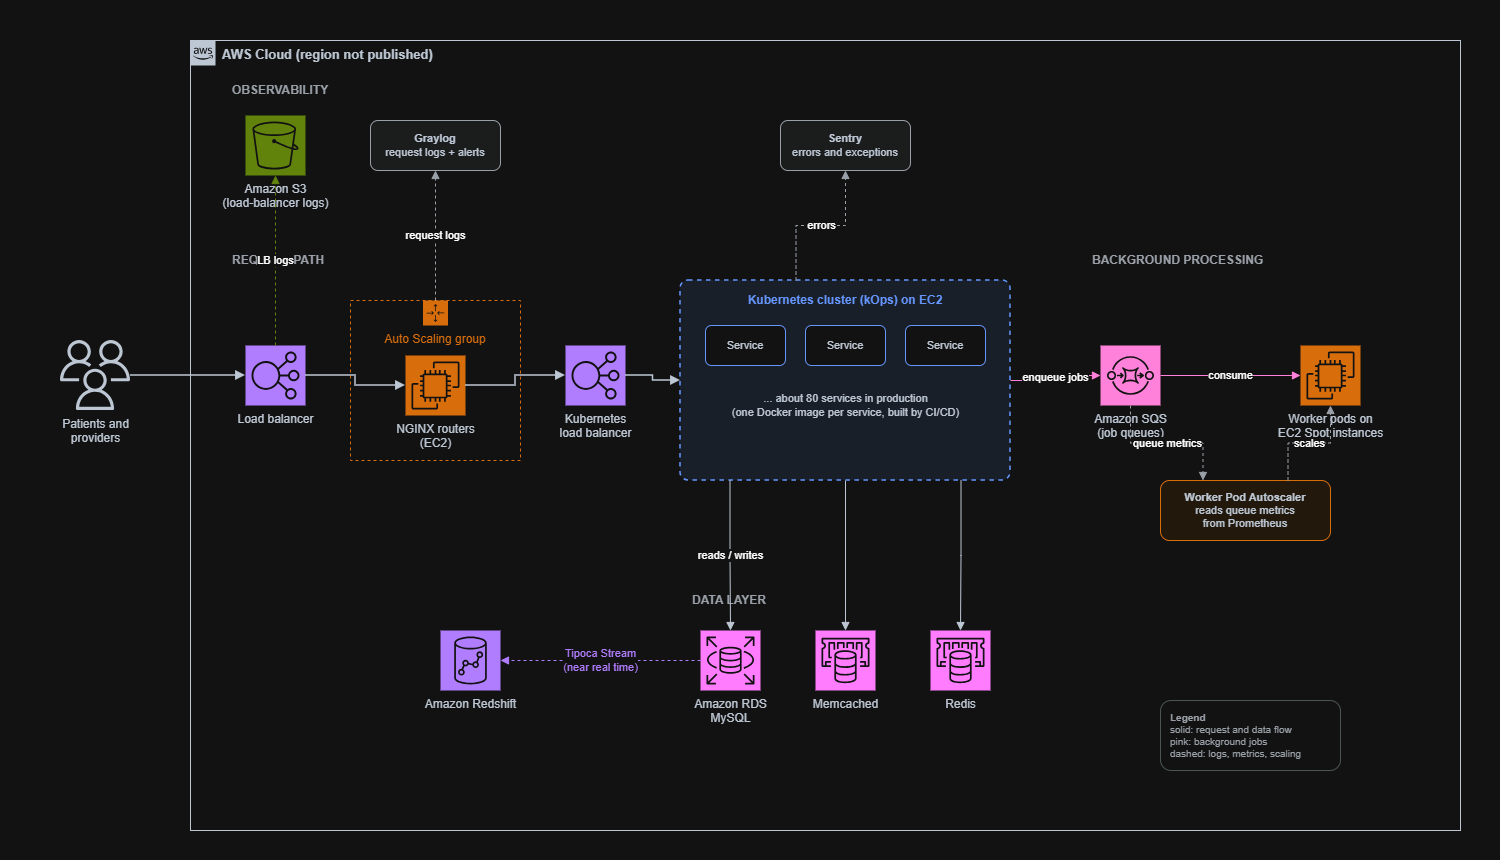 aws
AWS Cloud (region not published)
OBSERVABILITY
Graylog
request logs + alerts
Sentry
errors and exceptions
Amazon S3
(load-balancer logs)
request logs
errors
LB logs
PATH
BACKGROUND PROCESSING
Kubernetes cluster (kOps) on EC2
Auto Scaling group
Service
Service
Service
Patients and
providers
Load balancer
NGINX routers
(EC2)
Kubernetes
load balancer
... about 80 services in production
(one Docker image per service, built by CI/CD)
enqueue jobs
consume
Amazon SQS
(job queues)
Worker pods on
EC2 Spot instances
queue metrics
scales
Worker Pod Autoscaler
reads queue metrics
from Prometheus
reads / writes
DATA LAYER
Tipoca Stream
(near real time)
Amazon Redshift
Amazon RDS
MySQL
Memcached
Redis
Legend
solid: request and data flow
pink: background jobs
dashed: logs, metrics, scaling